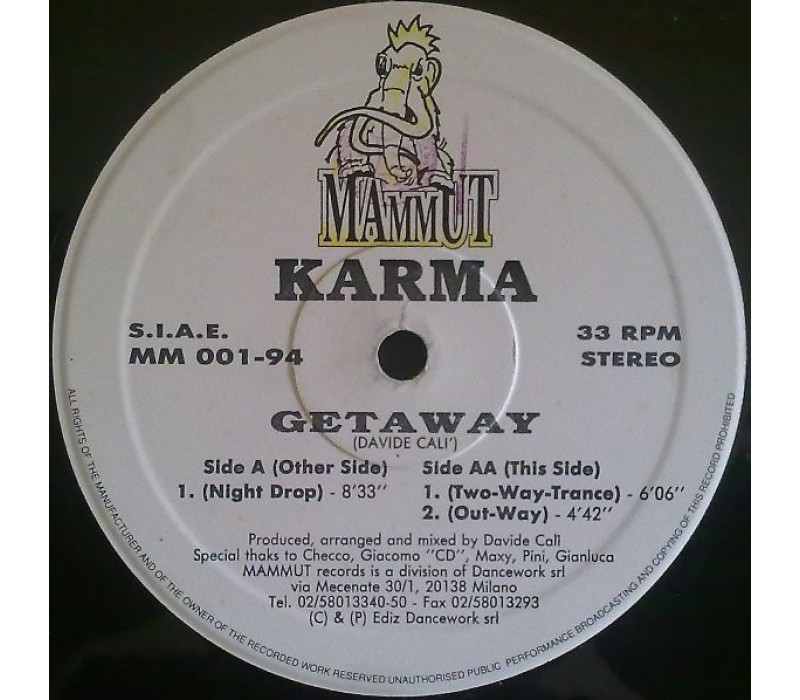 MAMMUT
KARMA
S.I.A.E.
MM 001-94
33 RPM
STEREO
GETAWAY
(DAVIDE CALI')
Side A (Other Side)
1. (Night Drop) - 8'33"
Side AA (This Side)
1. (Two-Way-Trance) - 6'06"
2. (Out-Way) - 4'42"
Produced, arranged and mixed by Davide Calì
Special thaks to Checco, Giacomo "CD", Maxy, Pini, Gianluca
MAMMUT records is a division of Dancework srl
via Mecenate 30/1, 20138 Milano
Tel. 02/58013340-50 - Fax 02/58013293
(C) & (P) Ediz Dancework srl
ALL RIGHTS OF THE MANUFACTURER AND OF THE OWNER OF THE RECORDED WORK RESERVED UNAUTHORISED PUBLIC PERFORMANCE BROADCASTING AND COPYING OF THIS RECORD PROHIBITED